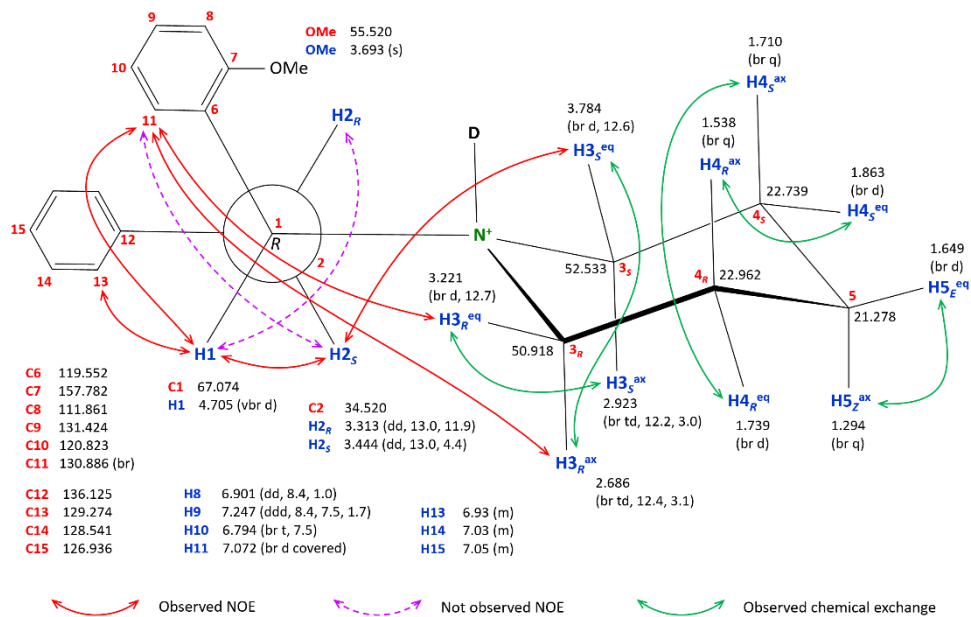 9
8
OMe 55.520
OMe 3.693 (s)
7
OMe
10
6
11
H2R
D
1.710
(br q)
H4Sax
3.784
(br d, 12.6)
H3Seq
1.538
(br q)
H4Rax
1.863
(br d)
H4Seq
22.739
4S
15
12
14
13
1
R
2
N+
52.533
3S
4R
22.962
1.649
(br d)
H5Eeq
5
21.278
3.221
(br d, 12.7)
H3Req
50.918
3R
H1
H2S
H3Sax
2.923
(br td, 12.2, 3.0)
H4Req
1.739
(br d)
H5Zax
1.294
(br q)
H3Rax
2.686
(br td, 12.4, 3.1)
C6 119.552
C7 157.782
C8 111.861
C9 131.424
C10 120.823
C11 130.886 (br)
C1 67.074
H1 4.705 (vbr d)
C2 34.520
H2R 3.313 (dd, 13.0, 11.9)
H2S 3.444 (dd, 13.0, 4.4)
C12 136.125
C13 129.274
C14 128.541
C15 126.936
H8 6.901 (dd, 8.4, 1.0)
H9 7.247 (ddd, 8.4, 7.5, 1.7)
H10 6.794 (br t, 7.5)
H11 7.072 (br d covered)
H13 6.93 (m)
H14 7.03 (m)
H15 7.05 (m)
Observed NOE
Not observed NOE
Observed chemical exchange